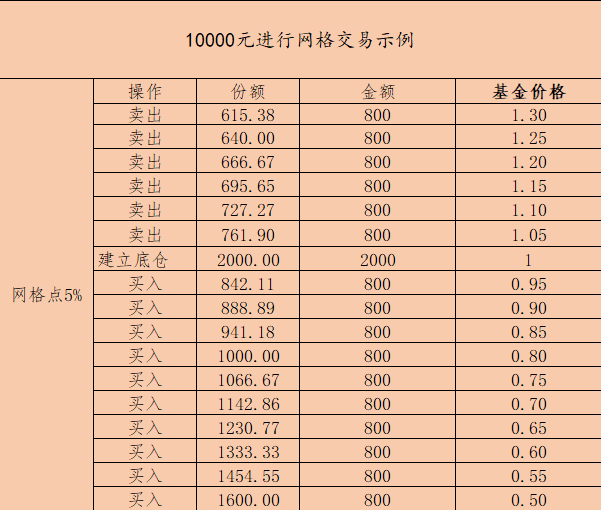 10000元进行网格交易示例
操作 份额 金额 基金价格
卖出 615.38 800 1.30
卖出 640.00 800 1.25
卖出 666.67 800 1.20
卖出 695.65 800 1.15
卖出 727.27 800 1.10
卖出 761.90 800 1.05
建立底仓 2000.00 2000 1
网格点5%
买入 842.11 800 0.95
买入 888.89 800 0.90
买入 941.18 800 0.85
买入 1000.00 800 0.80
买入 1066.67 800 0.75
买入 1142.86 800 0.70
买入 1230.77 800 0.65
买入 1333.33 800 0.60
买入 1454.55 800 0.55
买入 1600.00 800 0.50